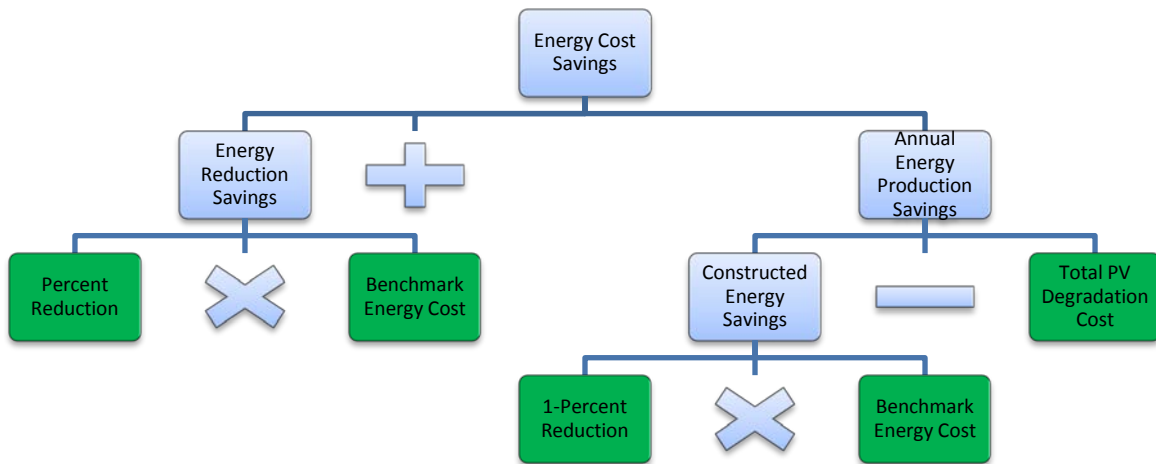 Energy Cost
Savings
Energy
Reduction
Savings
Annual
Energy
Production
Savings
Percent
Reduction
Benchmark
Energy Cost
Constructed
Energy
Savings
Total PV
Degradation
Cost
1-Percent
Reduction
Benchmark
Energy Cost